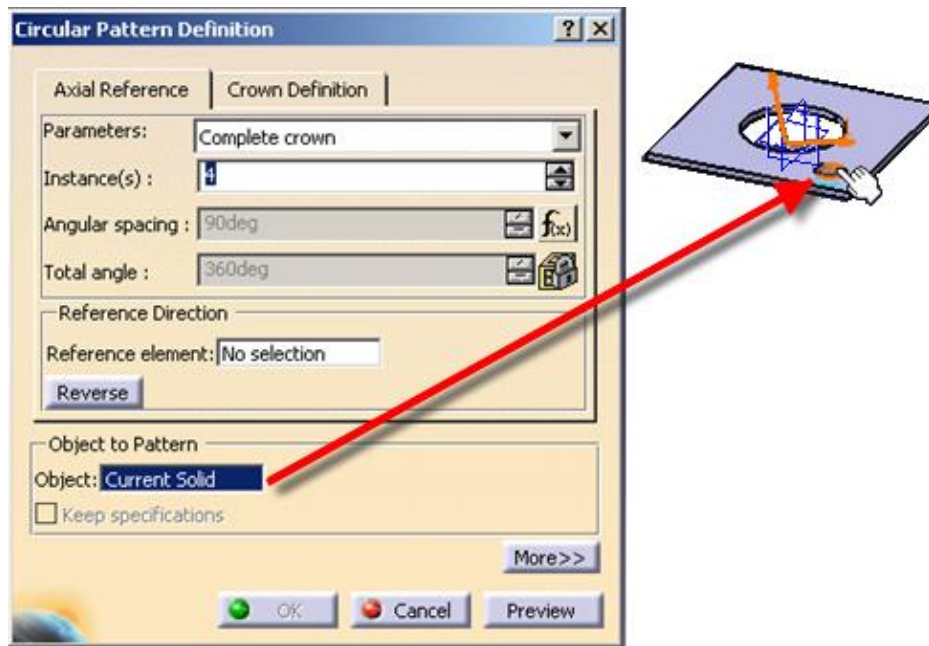 Circular Pattern Definition ? X
Axial Reference Crown Definition
Parameters: Complete crown
Instance(s) : 4
Angular spacing : 90deg f(x)
Total angle : 360deg
Reference Direction
Reference element: No selection
Reverse
Object to Pattern
Object: Current Solid
Keep specifications
More>>
OK Cancel Preview